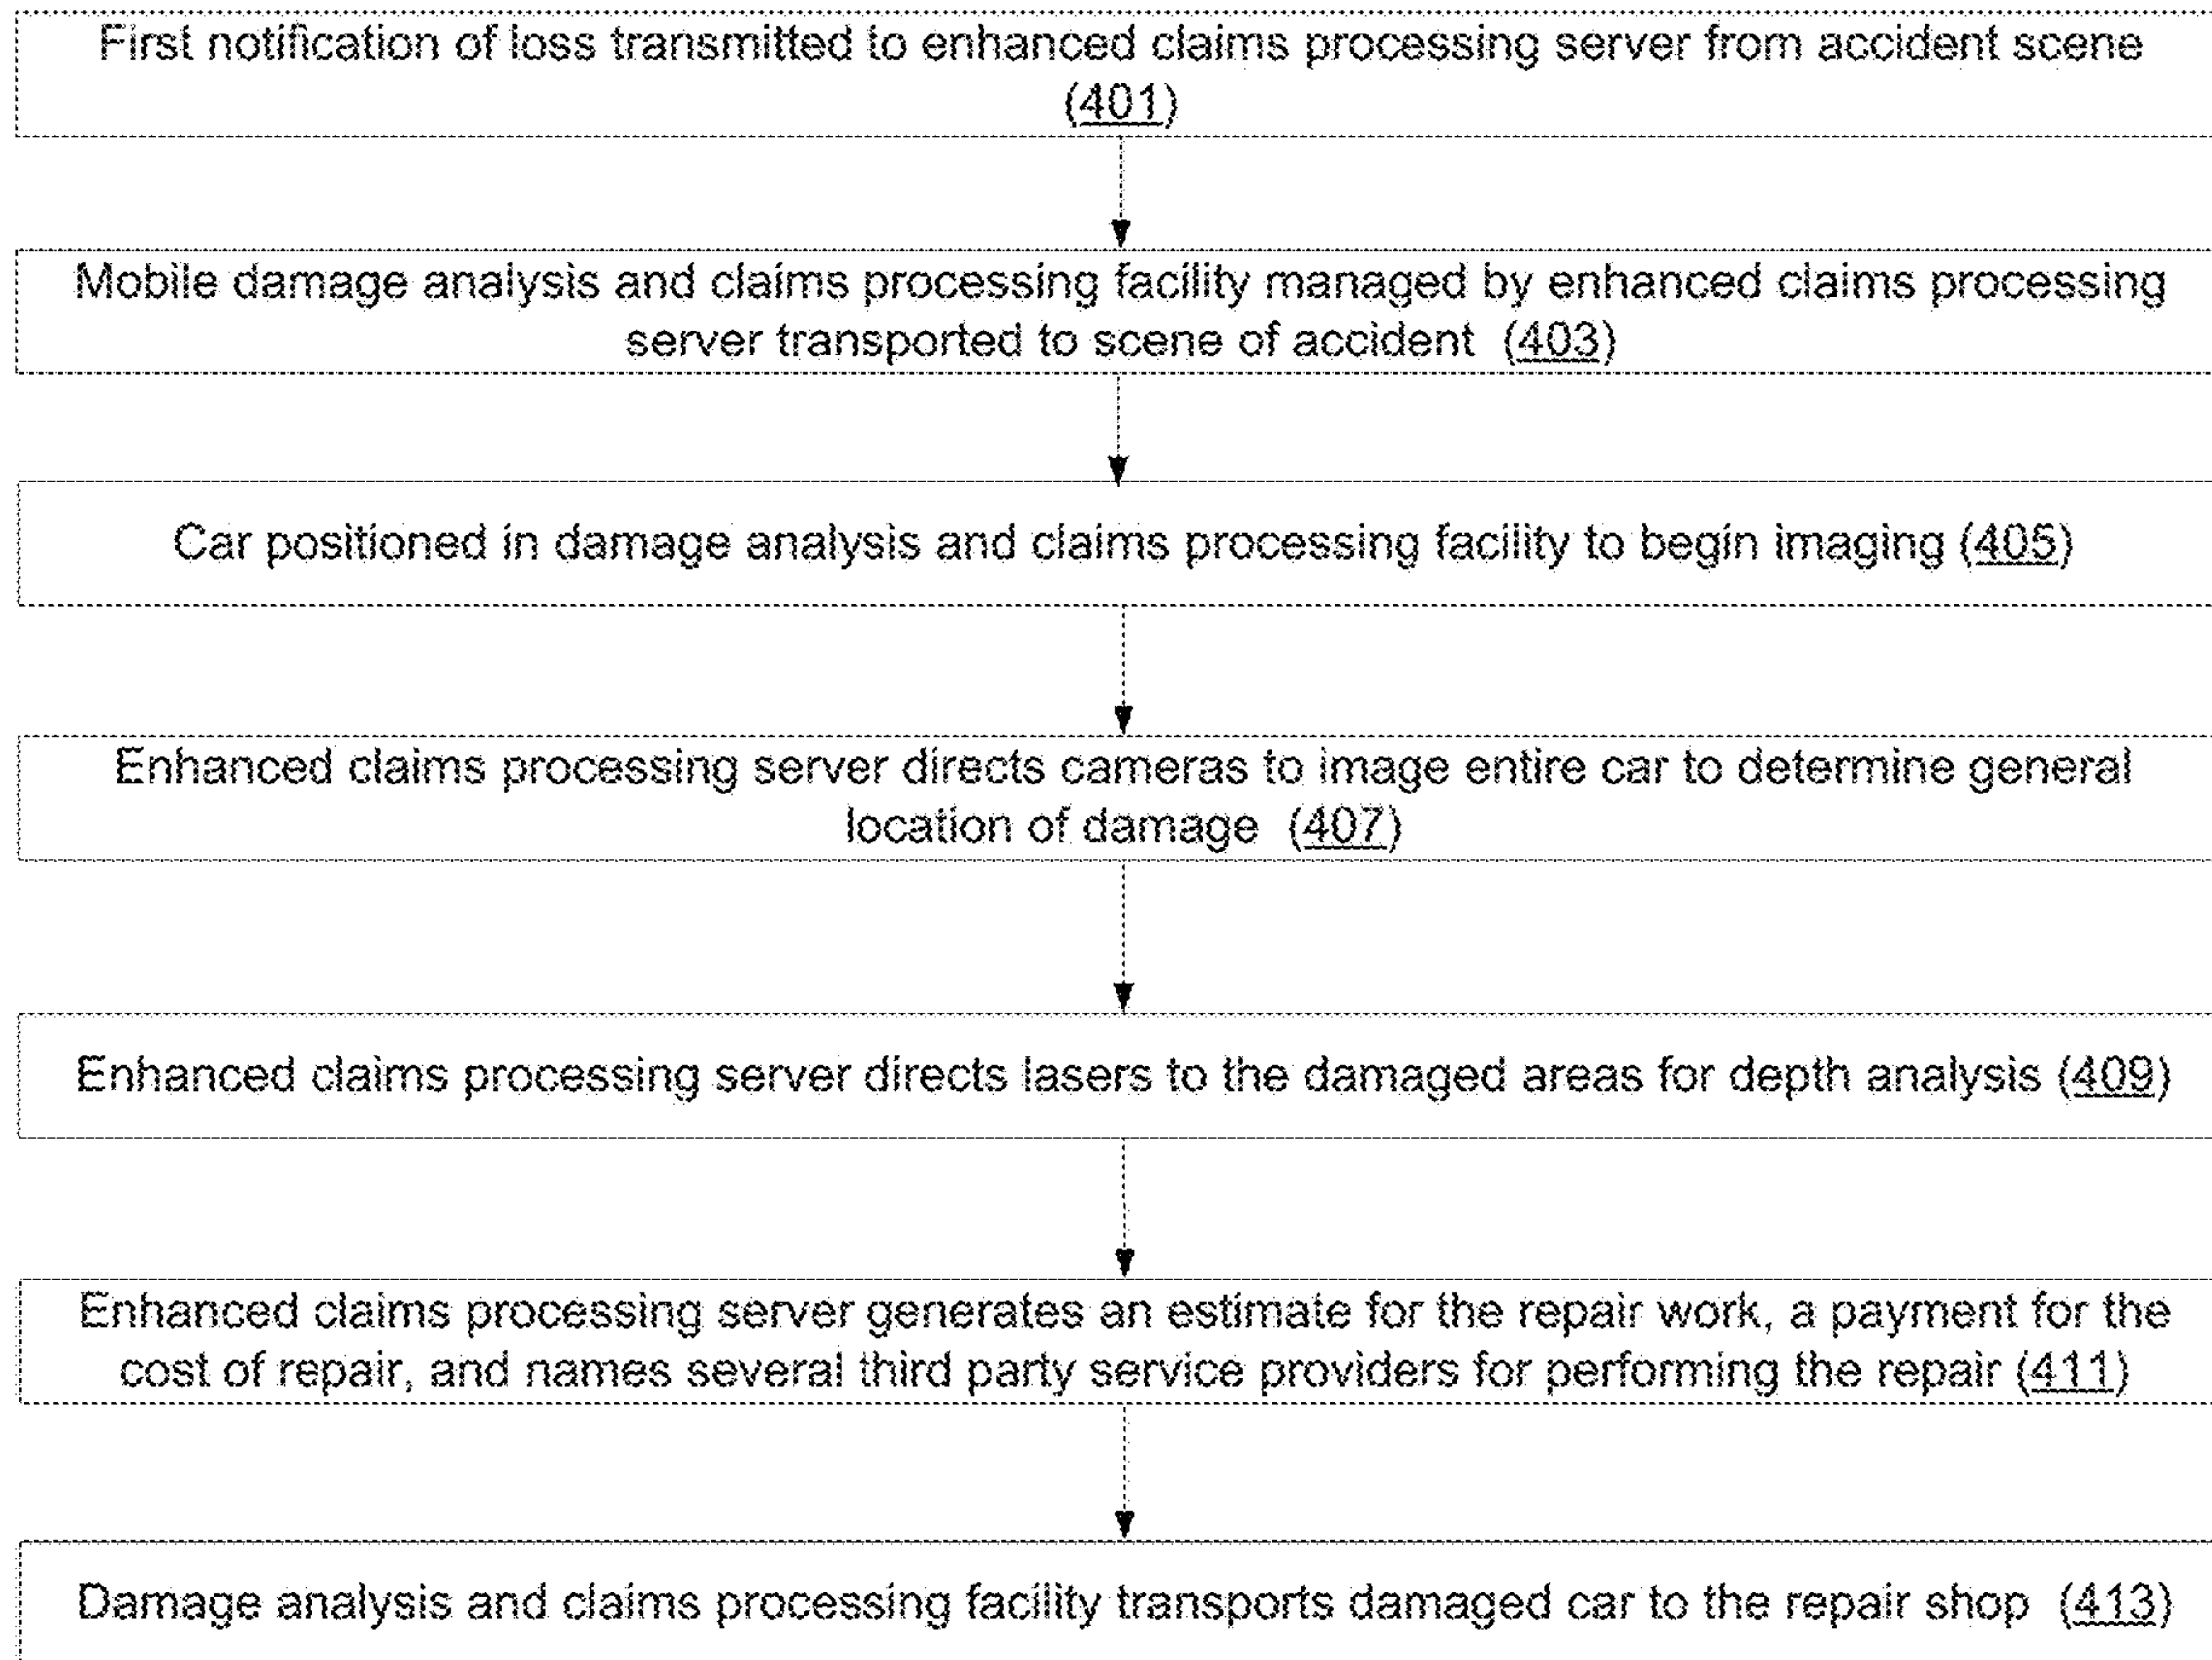 First notification of loss transmitted to enhanced claims processing server from accident scene
(401)
Mobile damage analysis and claims processing facility managed by enhanced claims processing
server transported to scene of accident (403)
Car positioned in damage analysis and claims processing facility to begin imaging (405)
Enhanced claims processing server directs cameras to image entire car to determine general
location of damage (407)
Enhanced claims processing server directs lasers to the damaged areas for depth analysis (409)
Enhanced claims processing server generates an estimate for the repair work, a payment for the
cost of repair, and names several third party service providers for performing the repair (411)
Damage analysis and claims processing facility transports damaged car to the repair shop (413)